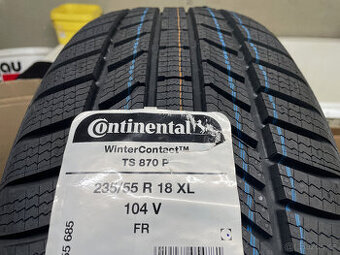 Continental
WinterContact™
TS 870 P
235/55 R 18 XL
104 V
FR